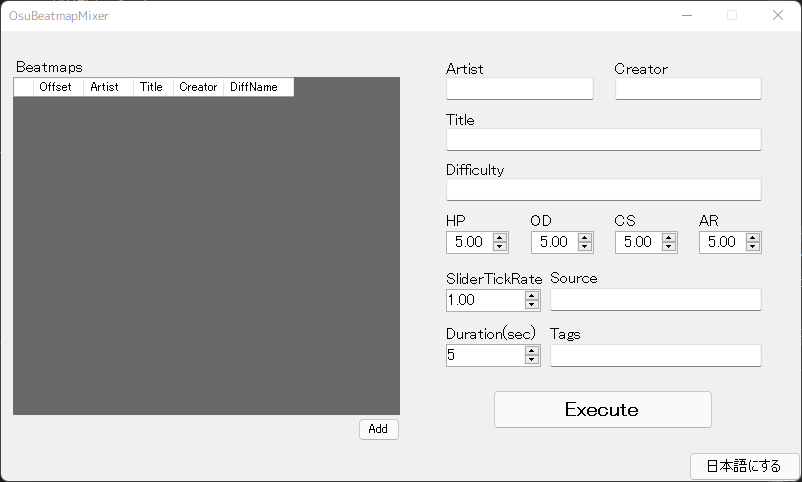 OsuBeatmapMixer
Beatmaps
Offset Artist Title Creator DiffName
Add
Artist Creator
Title
Difficulty
HP OD CS AR
5.00 5.00 5.00 5.00
SliderTickRate Source
1.00
Duration(sec) Tags
5
Execute
日本語にする